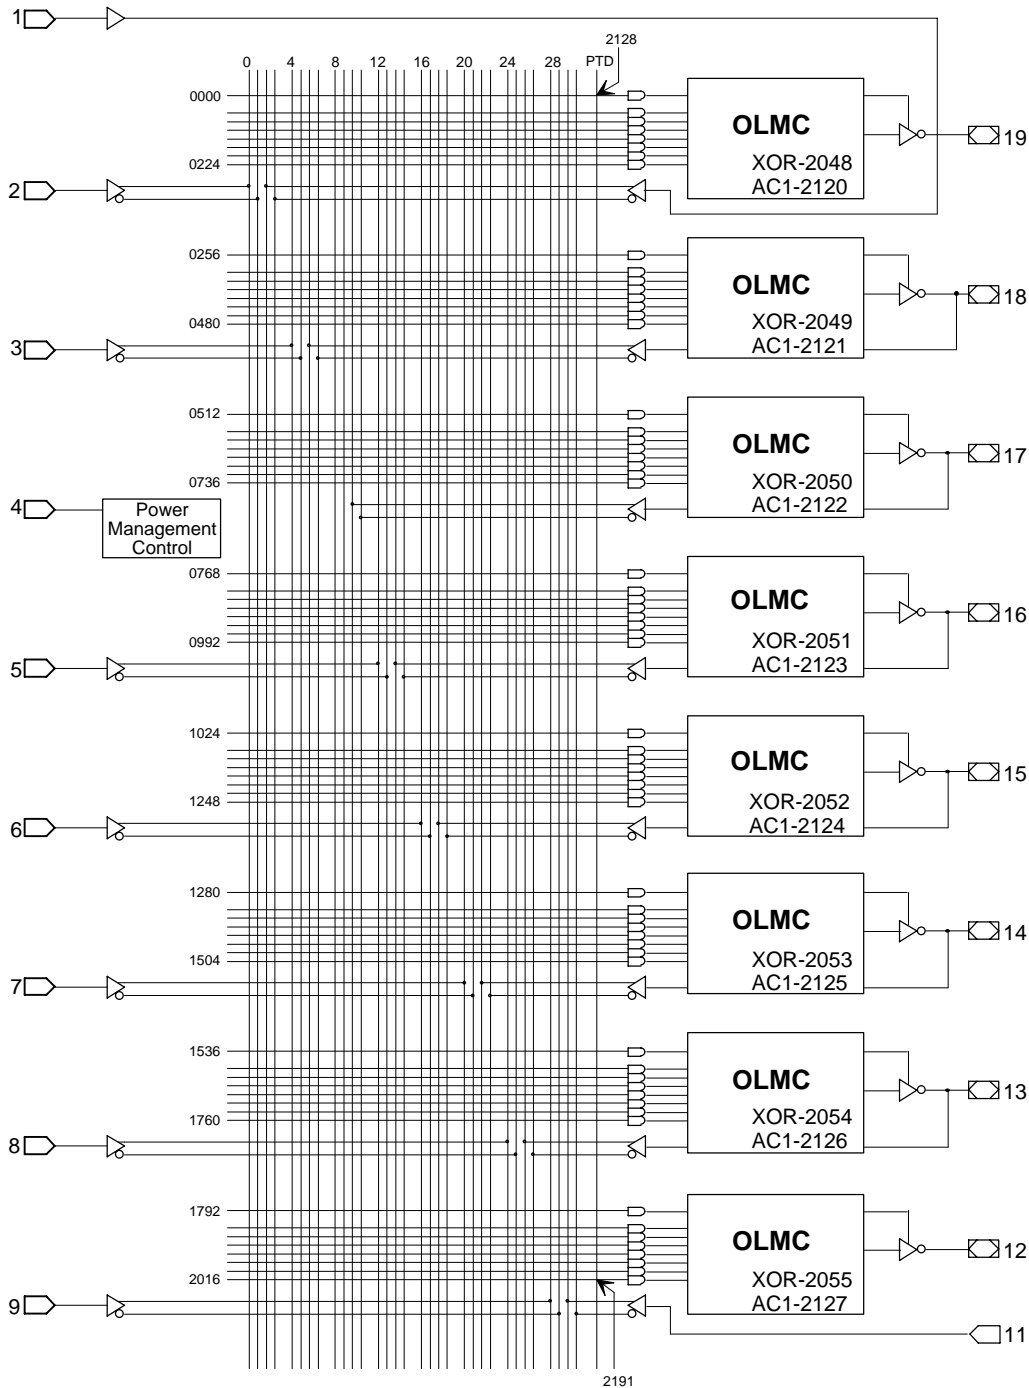 1
2128
0 4 8 12 16 20 24 28 PTD
0000
OLMC
19
0224
XOR-2048
AC1-2120
2
0256
OLMC
18
0480
XOR-2049
AC1-2121
3
0512
OLMC
17
0736
XOR-2050
AC1-2122
4
Power
Management
Control
0768
OLMC
16
0992
XOR-2051
AC1-2123
5
1024
OLMC
15
1248
XOR-2052
AC1-2124
6
1280
OLMC
14
1504
XOR-2053
AC1-2125
7
1536
OLMC
13
1760
XOR-2054
AC1-2126
8
1792
OLMC
12
2016
XOR-2055
AC1-2127
9
11
2191